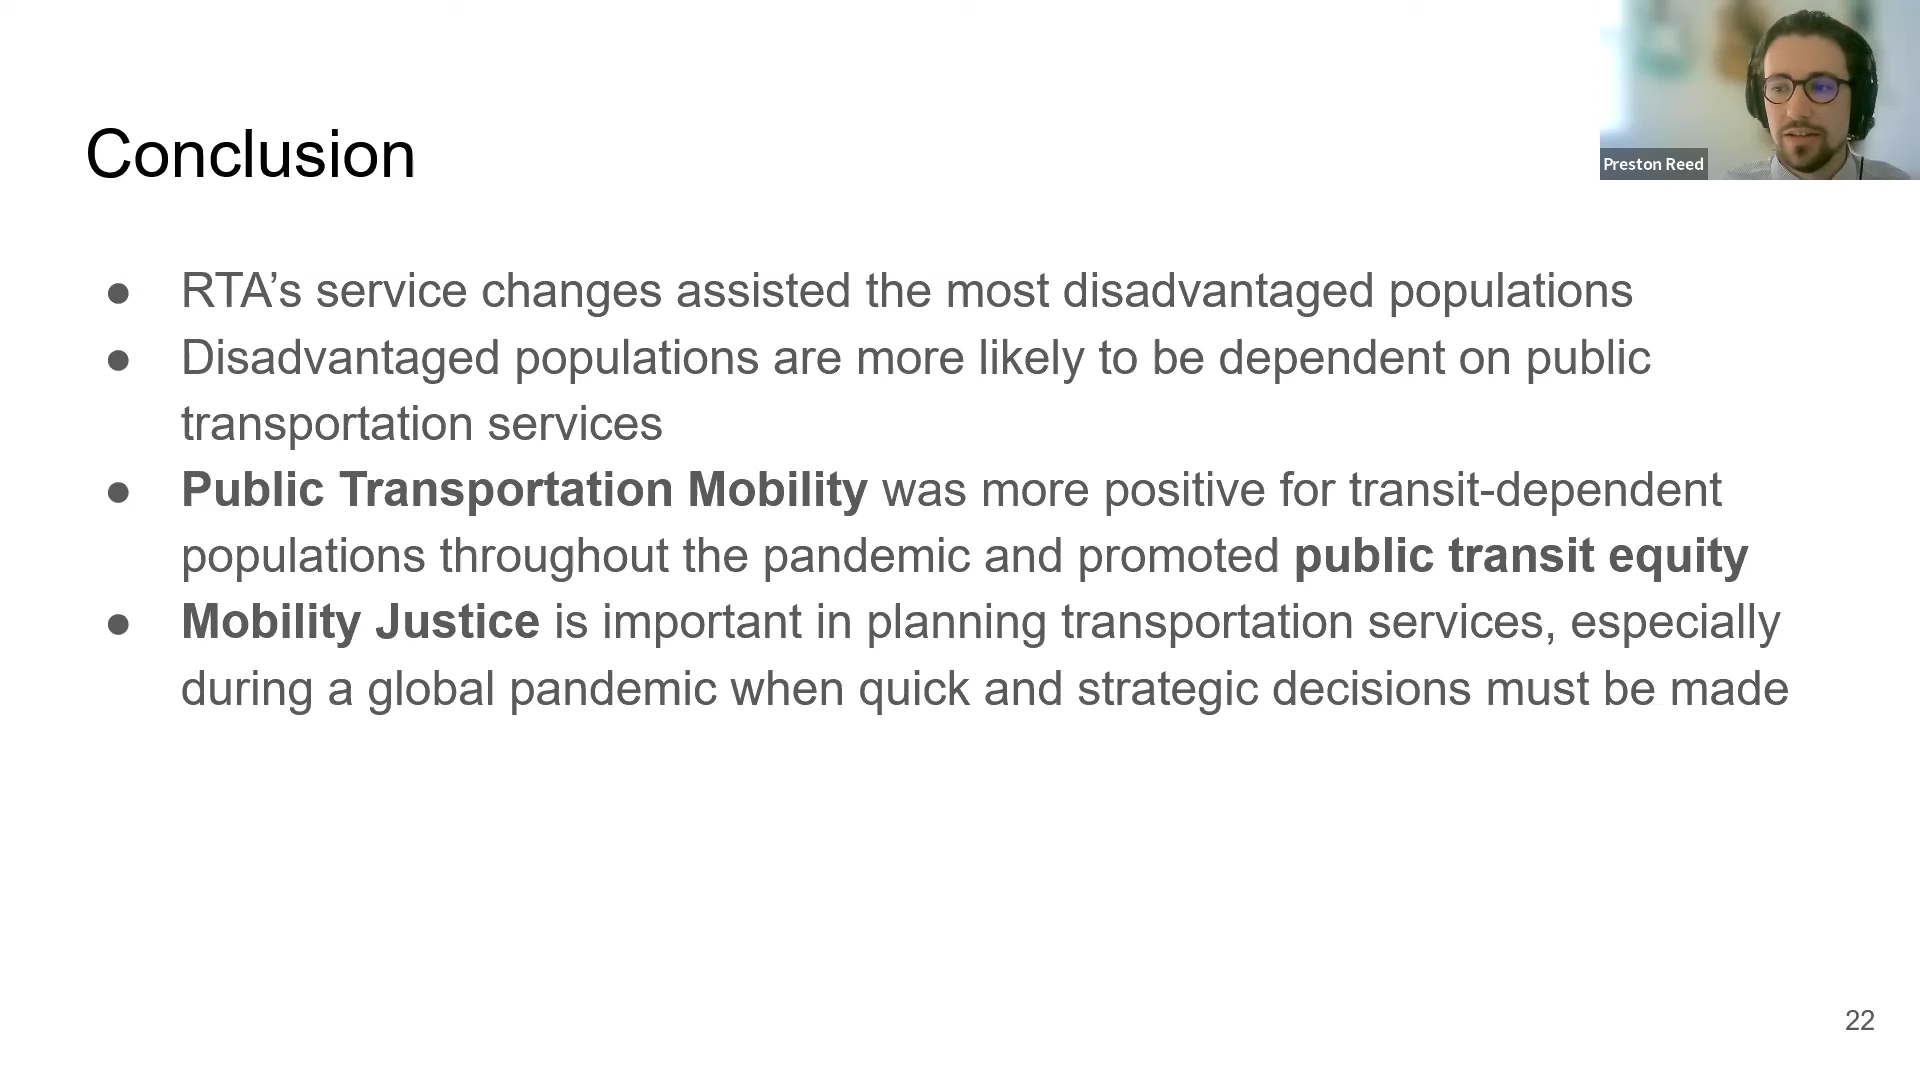 Conclusion
Preston Reed
● RTA’s service changes assisted the most disadvantaged populations
● Disadvantaged populations are more likely to be dependent on public
transportation services
● Public Transportation Mobility was more positive for transit-dependent
populations throughout the pandemic and promoted public transit equity
● Mobility Justice is important in planning transportation services, especially
during a global pandemic when quick and strategic decisions must be made
22